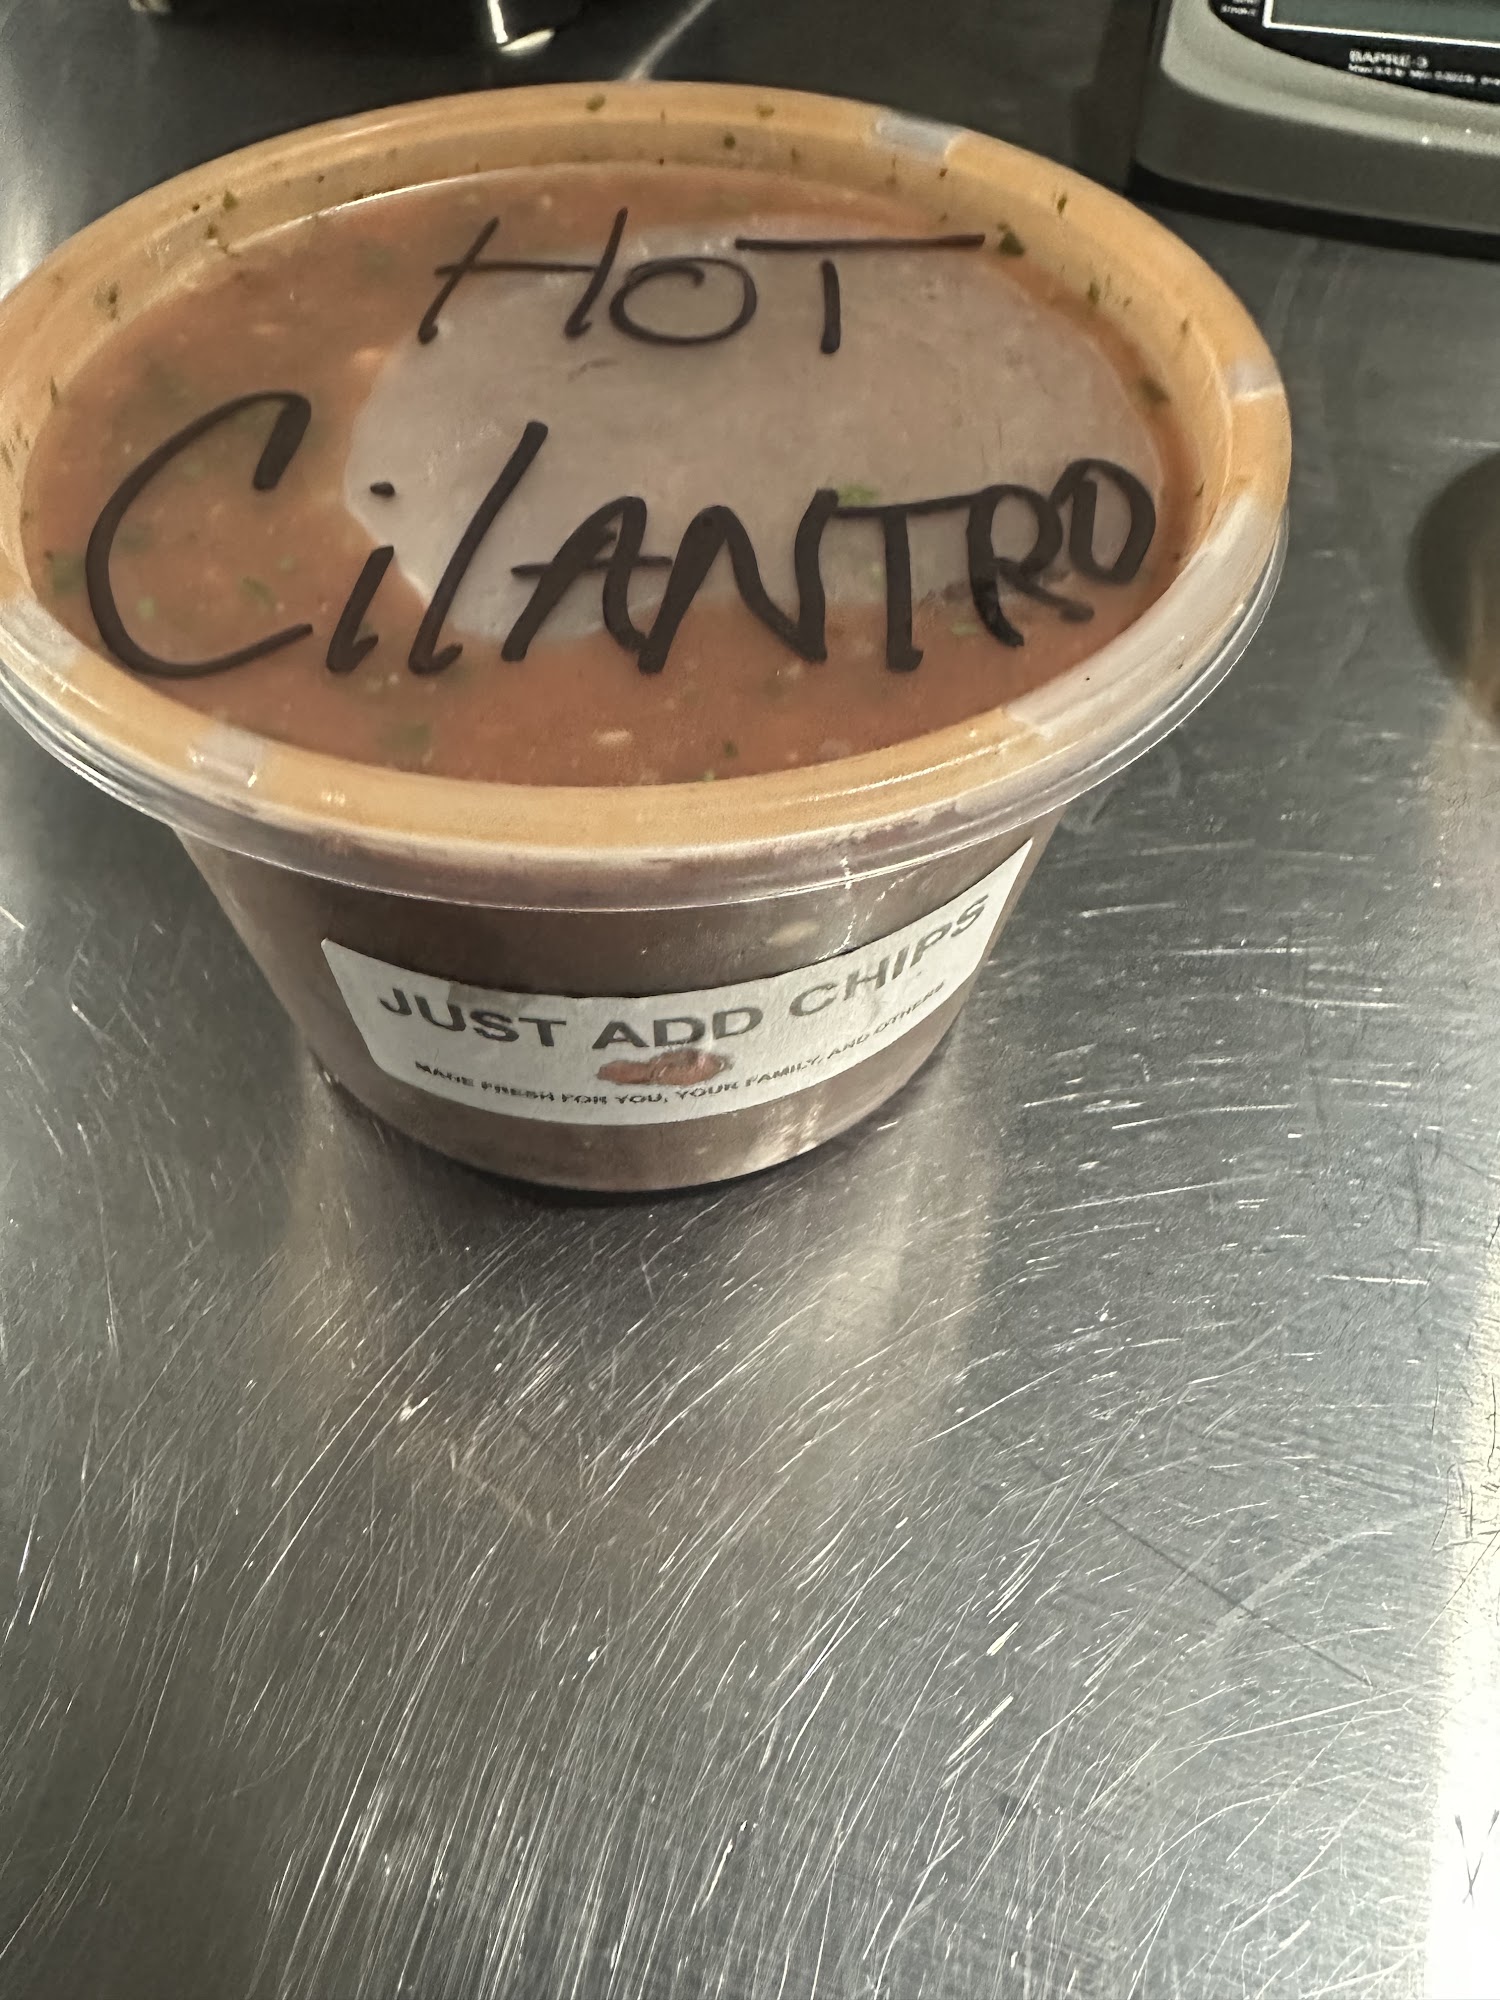 HOT
CilANTRO
JUST ADD CHIPS
MADE FRESH FOR YOU, YOUR FAMILY, AND OTHERS